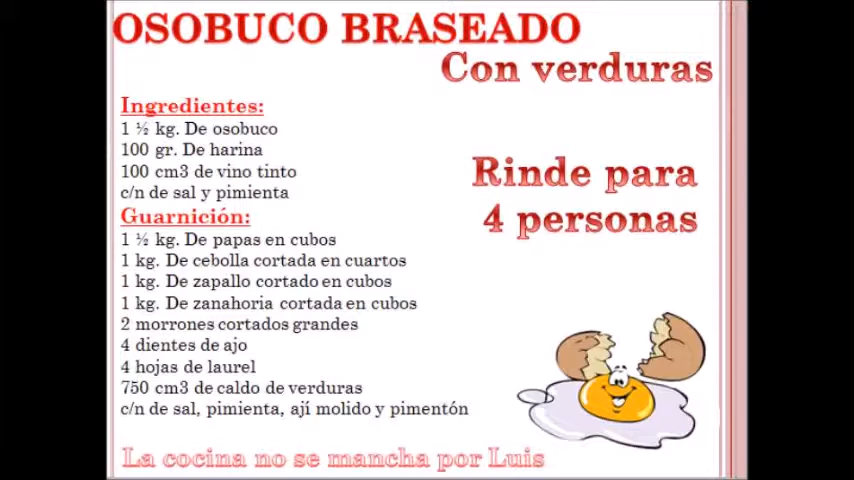 OSOBUCO BRASEADO
Con verduras
Ingredientes:
1 ½ kg. De osobuco
100 gr. De harina
100 cm3 de vino tinto
c/n de sal y pimienta
Rinde para
4 personas
Guarnición:
1 ½ kg. De papas en cubos
1 kg. De cebolla cortada en cuartos
1 kg. De zapallo cortado en cubos
1 kg. De zanahoria cortada en cubos
2 morrones cortados grandes
4 dientes de ajo
4 hojas de laurel
750 cm3 de caldo de verduras
c/n de sal, pimienta, ají molido y pimentón
La cocina no se mancha por Luis